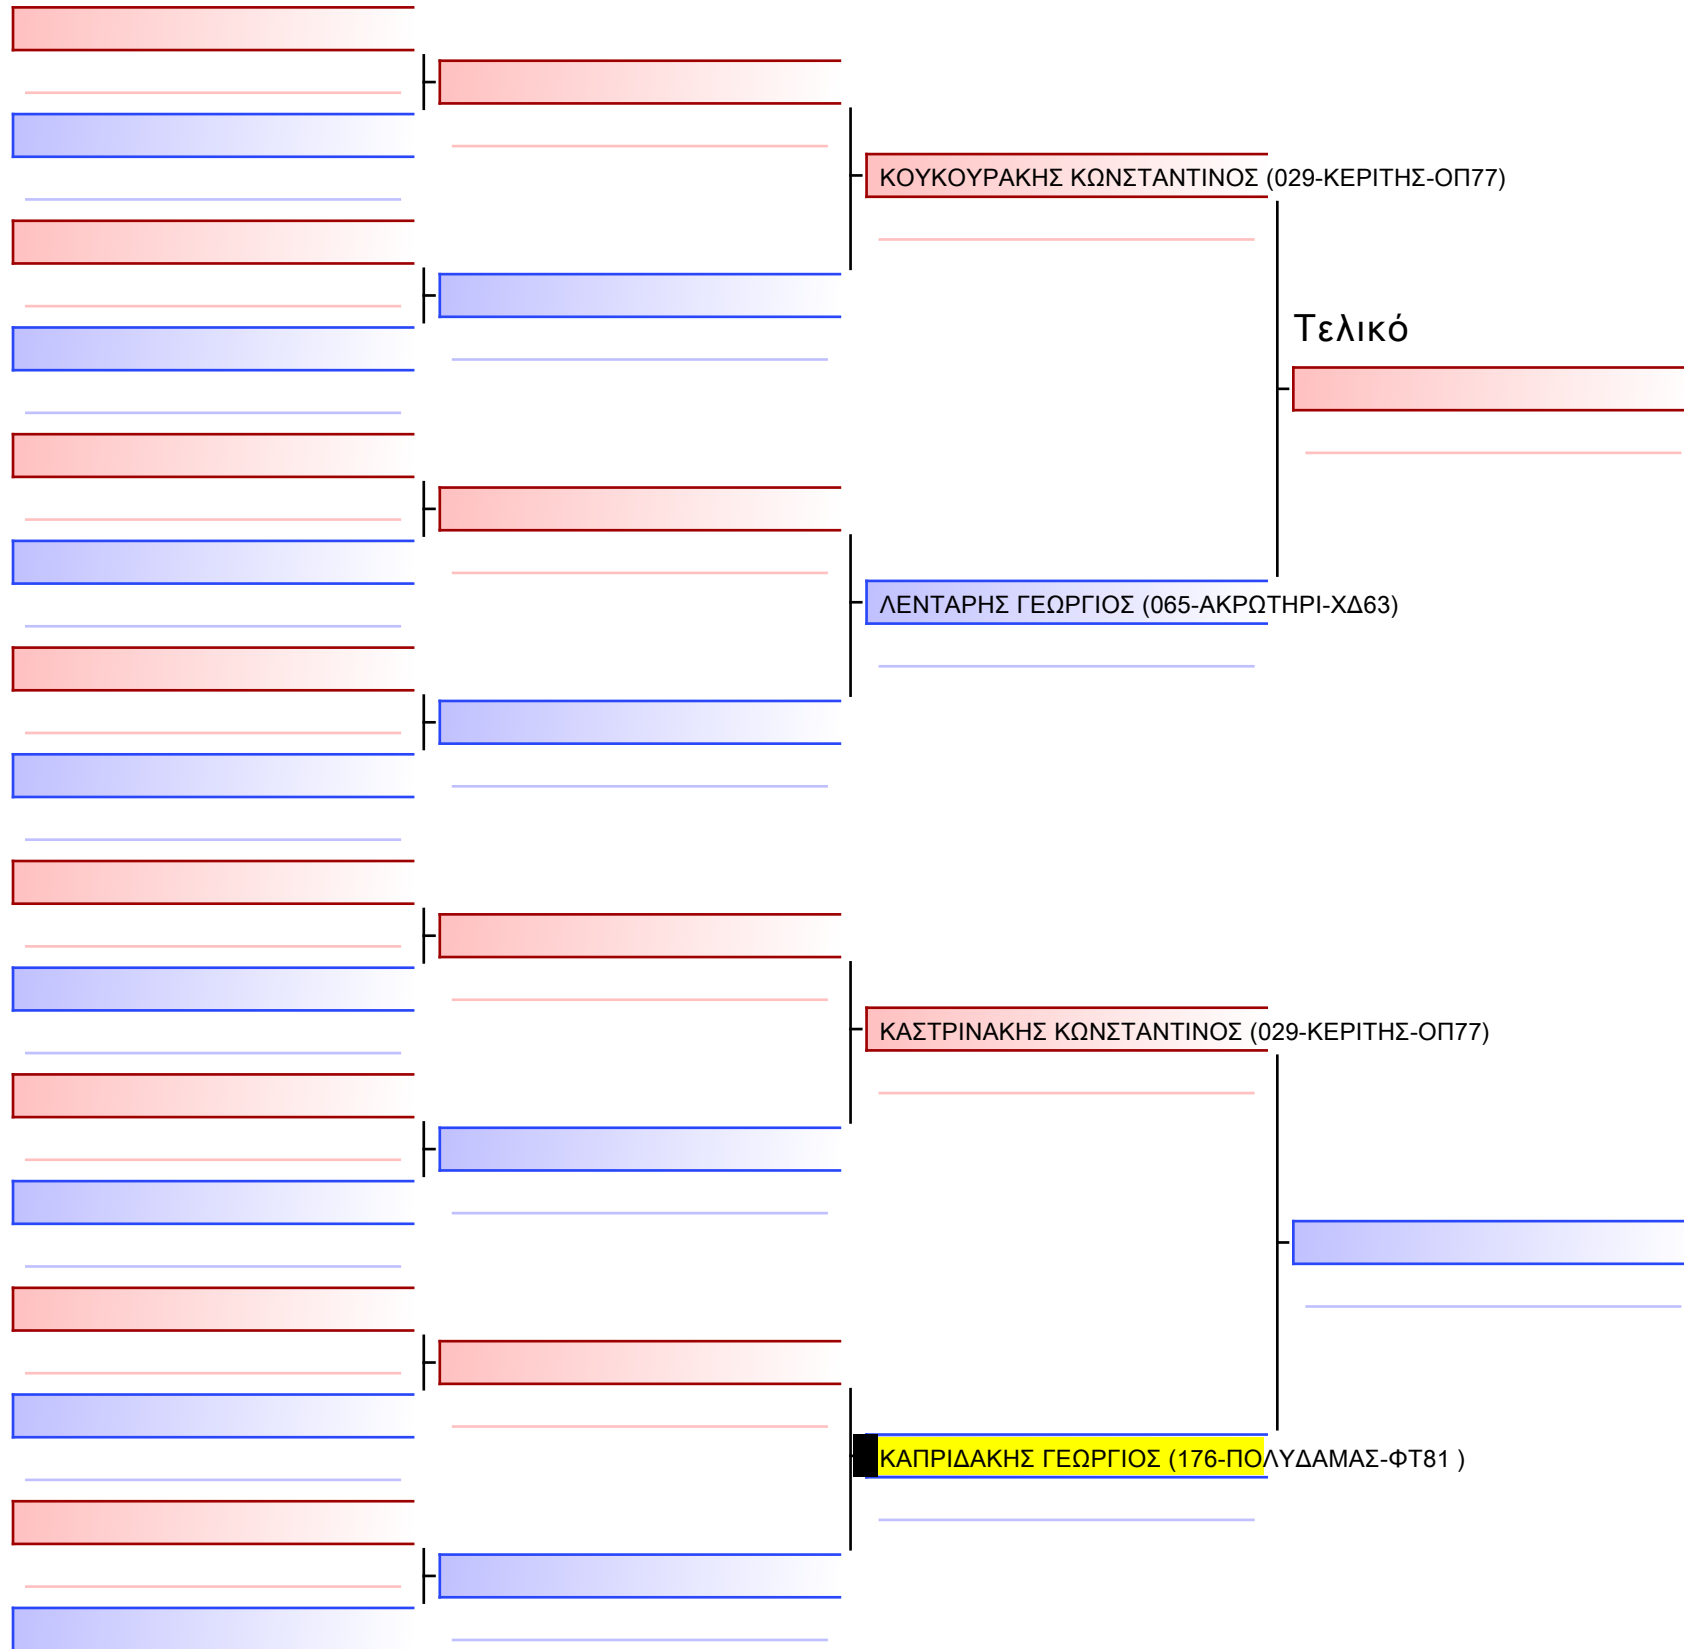 ΚΟΥΚΟΥΡΑΚΗΣ ΚΩΝΣΤΑΝΤΙΝΟΣ (029-ΚΕΡΙΤΗΣ-ΟΠ77)
Τελικό
ΛΕΝΤΑΡΗΣ ΓΕΩΡΓΙΟΣ (065-ΑΚΡΩΤΗΡΙ-ΧΔ63)
ΚΑΣΤΡΙΝΑΚΗΣ ΚΩΝΣΤΑΝΤΙΝΟΣ (029-ΚΕΡΙΤΗΣ-ΟΠ77)
ΚΑΠΡΙΔΑΚΗΣ ΓΕΩΡΓΙΟΣ (176-ΠΟΛΥΔΑΜΑΣ-ΦΤ81 )